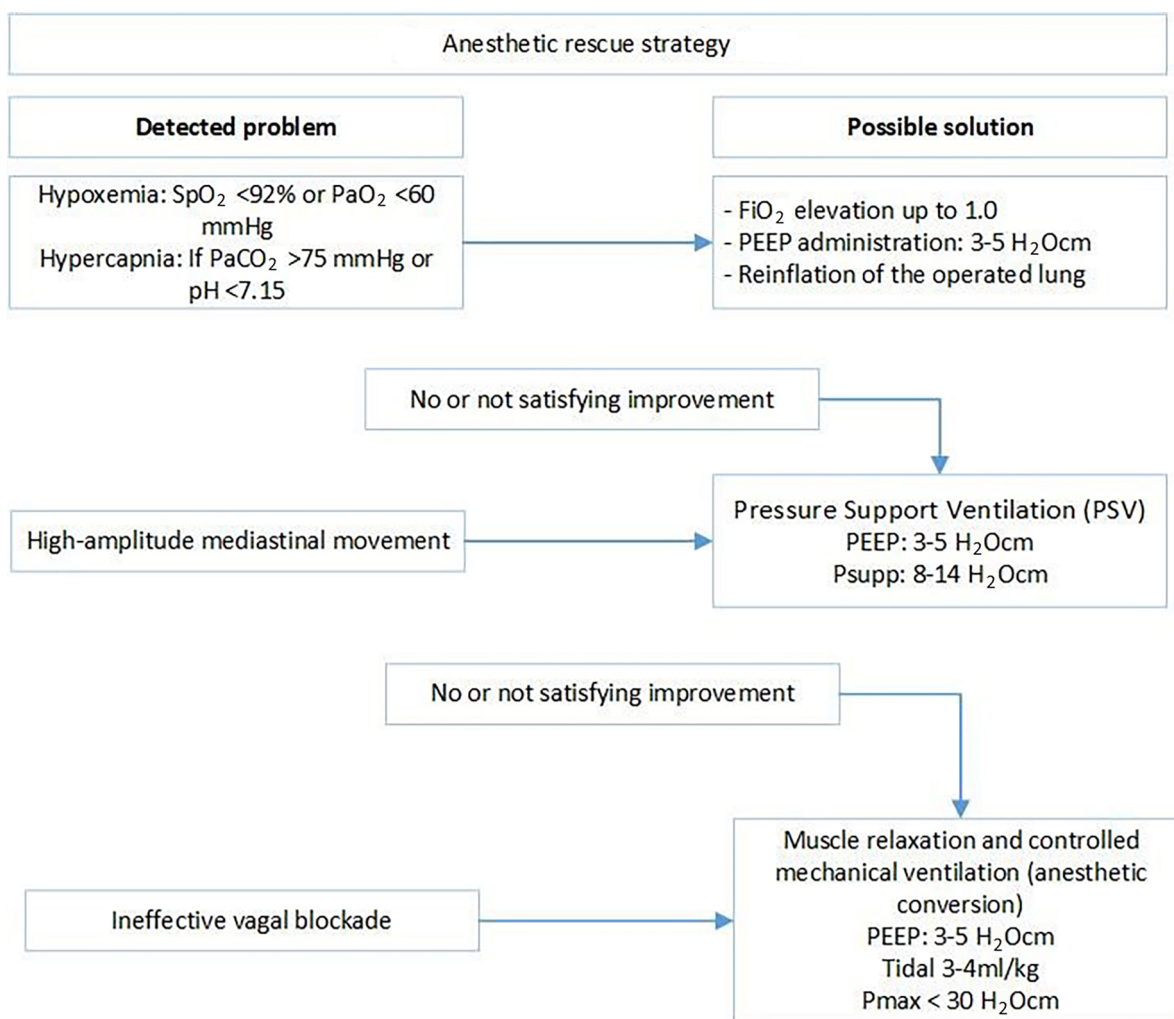 Anesthetic rescue strategy
Detected problem
Possible solution
Hypoxemia: SpO₂ <92% or PaO₂ <60
mmHg
Hypercapnia: If PaCO₂ >75 mmHg or
pH <7.15
- FiO₂ elevation up to 1.0
- PEEP administration: 3-5 H₂Ocm
- Reinflation of the operated lung
No or not satisfying improvement
High-amplitude mediastinal movement
Pressure Support Ventilation (PSV)
PEEP: 3-5 H₂Ocm
Psupp: 8-14 H₂Ocm
No or not satisfying improvement
Ineffective vagal blockade
Muscle relaxation and controlled
mechanical ventilation (anesthetic
conversion)
PEEP: 3-5 H₂Ocm
Tidal 3-4ml/kg
Pmax < 30 H₂Ocm